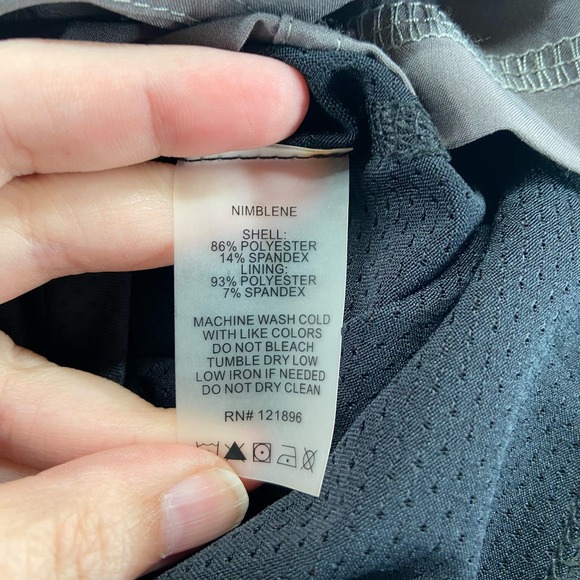 NIMBLENE
SHELL:
86% POLYESTER
14% SPANDEX
LINING:
93% POLYESTER
7% SPANDEX
MACHINE WASH COLD
WITH LIKE COLORS
DO NOT BLEACH
TUMBLE DRY LOW
LOW IRON IF NEEDED
DO NOT DRY CLEAN
RN# 121896